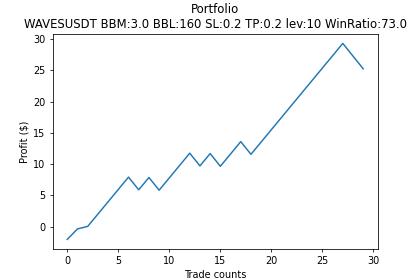 Portfolio
WAVESUSDT BBM:3.0 BBL:160 SL:0.2 TP:0.2 lev:10 WinRatio:73.0
30
25
20
15
10
5
0
Profit ($)
0 5 10 15 20 25 30
Trade counts